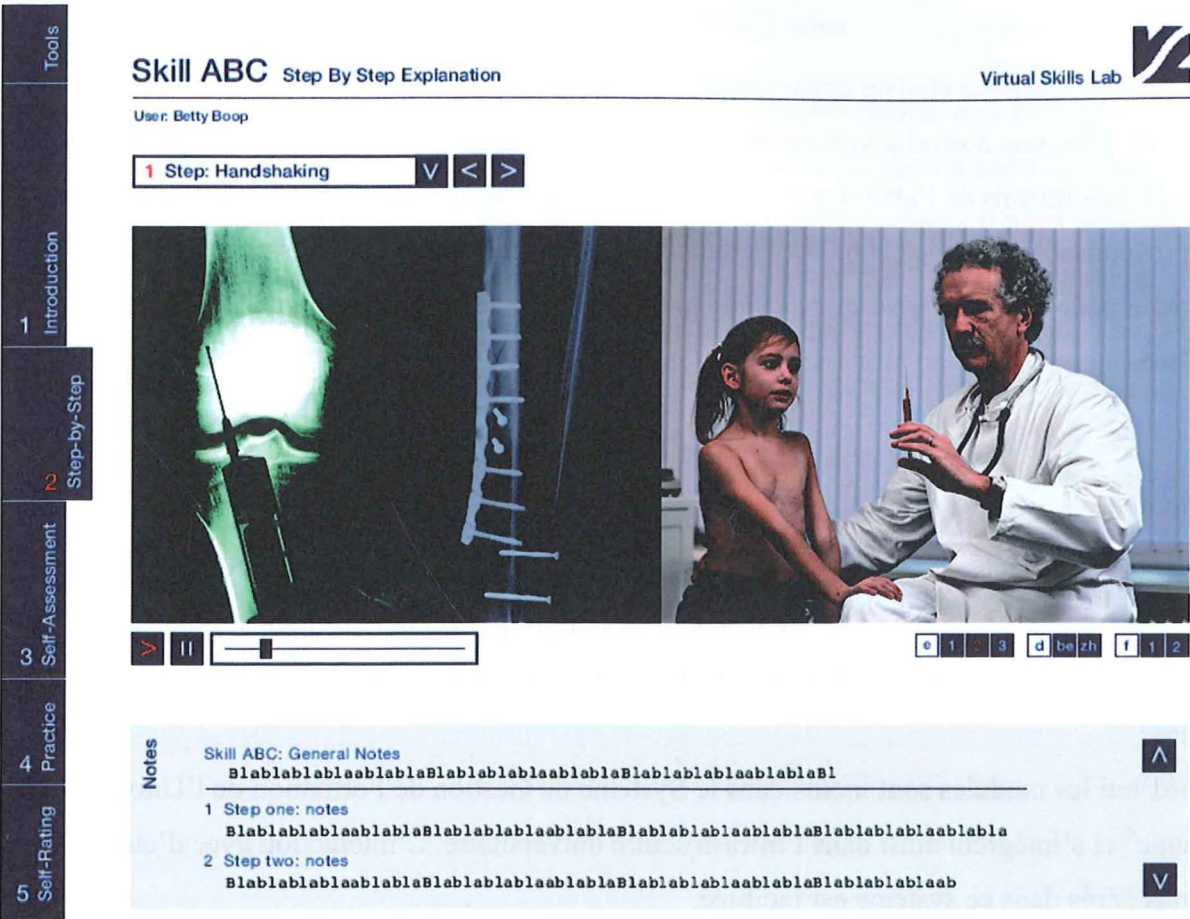 Tools
1 Introduction
2 Step-by-Step
3 Self-Assessment
4 Practice
5 Self-Rating
Skill ABC Step By Step Explanation
Virtual Skills Lab
User: Betty Boop
1 Step: Handshaking V < >
> II
e 1 2 3 d be zh f 1 2
Notes
Skill ABC: General Notes
BlablablablaablablaBlablablablaablablaBlablablablaablablaBl
1 Step one: notes
BlablablablaablablaBlablablablaablablaBlablablablaablablaBlablablablaablabla
2 Step two: notes
BlablablablaablablaBlablablablaablablaBlablablablaablablaBlablablablaab